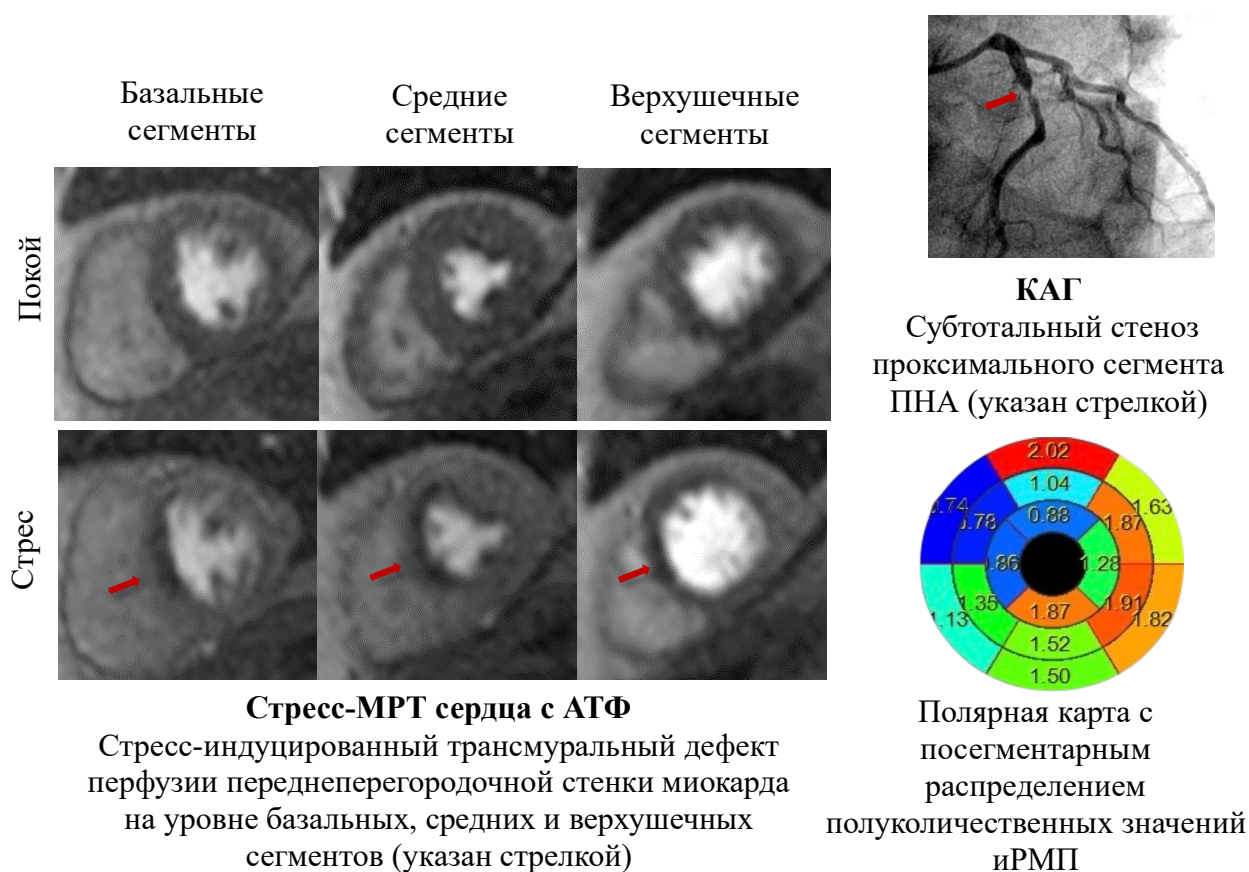 Базальные
сегменты
Средние
сегменты
Верхушечные
сегменты
Покой
Стрес
Стресс-МРТ сердца с АТФ
Стресс-индуцированный трансмуральный дефект
перфузии переднеперегородочной стенки миокарда
на уровне базальных, средних и верхушечных
сегментов (указан стрелкой)
КАГ
Субтотальный стеноз
проксимального сегмента
ПНА (указан стрелкой)
2.02
1.04
0.88
.74
.78
.86
1.87
1.63
1.28
1.35
.13
1.87
1.91
1.82
1.52
1.50
Полярная карта с
посегментарным
распределением
полуколичественных значений
иРМП